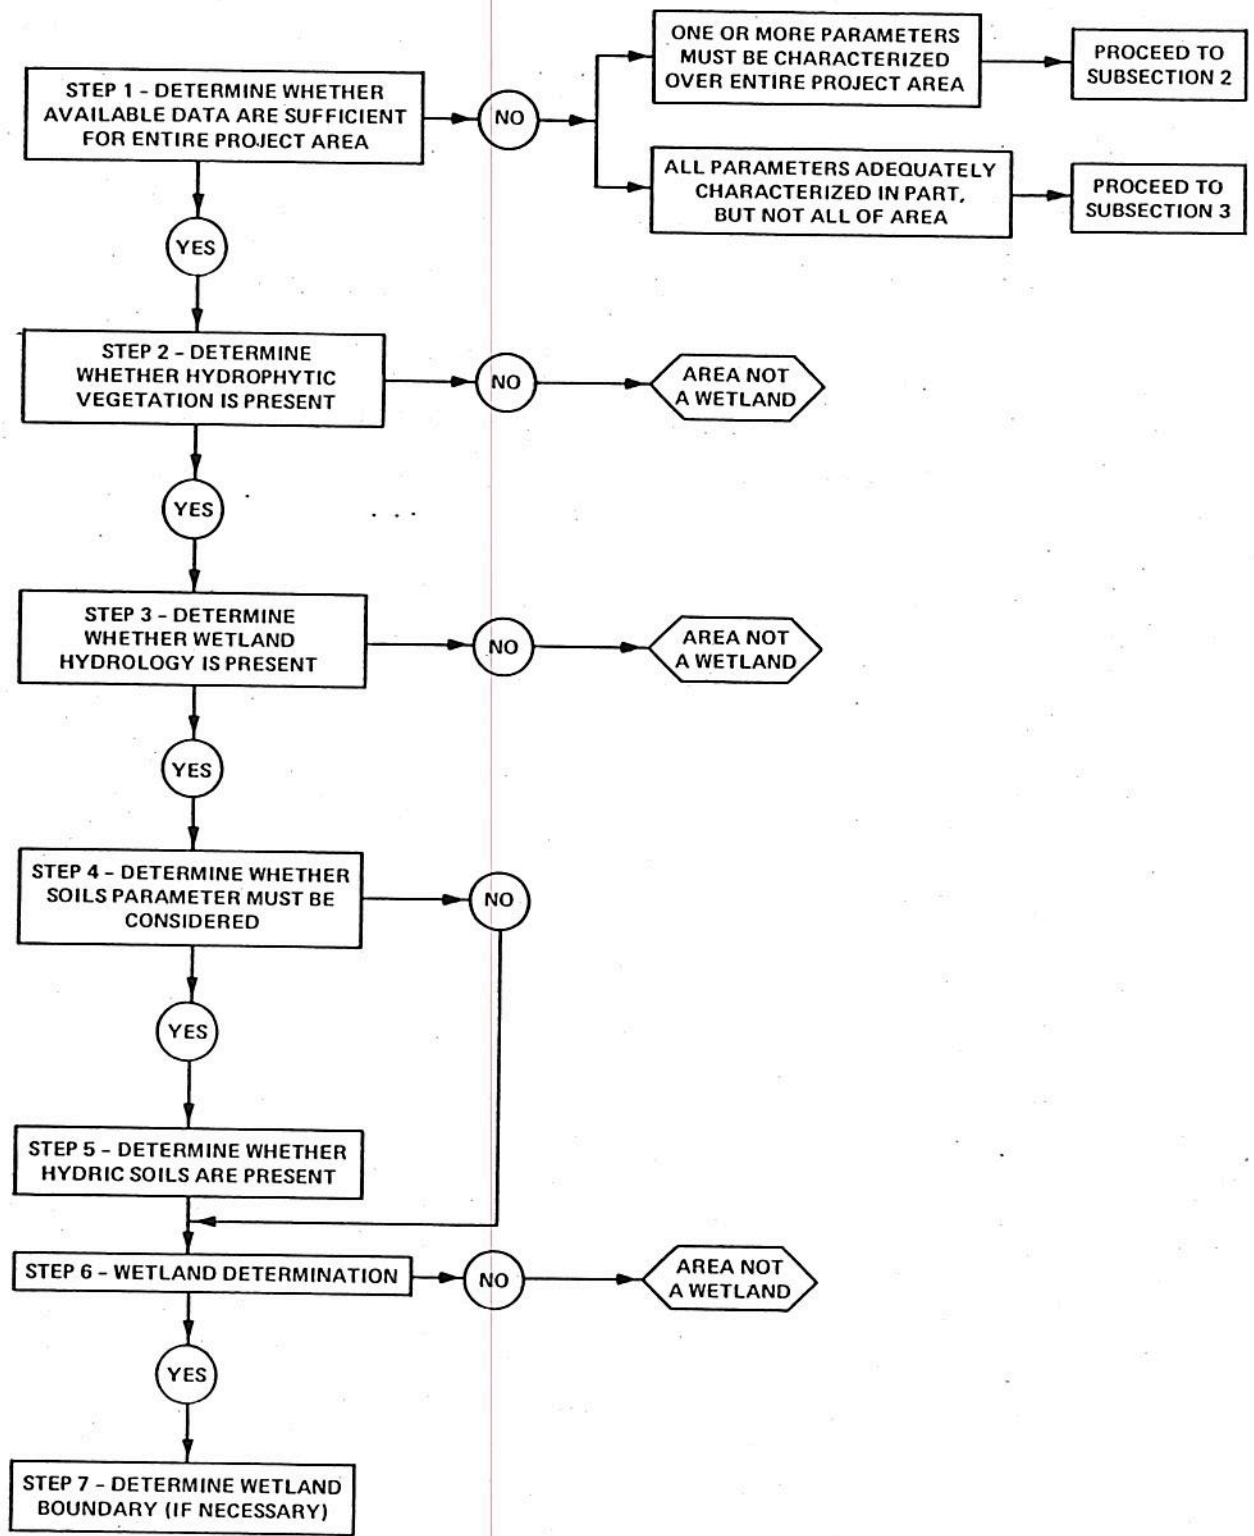 STEP 1 – DETERMINE WHETHER
AVAILABLE DATA ARE SUFFICIENT
FOR ENTIRE PROJECT AREA
NO
ONE OR MORE PARAMETERS
MUST BE CHARACTERIZED
OVER ENTIRE PROJECT AREA
PROCEED TO
SUBSECTION 2
ALL PARAMETERS ADEQUATELY
CHARACTERIZED IN PART,
BUT NOT ALL OF AREA
PROCEED TO
SUBSECTION 3
YES
STEP 2 – DETERMINE
WHETHER HYDROPHYTIC
VEGETATION IS PRESENT
NO
AREA NOT
A WETLAND
YES
STEP 3 – DETERMINE
WHETHER WETLAND
HYDROLOGY IS PRESENT
NO
AREA NOT
A WETLAND
YES
STEP 4 – DETERMINE WHETHER
SOILS PARAMETER MUST BE
CONSIDERED
NO
YES
STEP 5 – DETERMINE WHETHER
HYDRIC SOILS ARE PRESENT
STEP 6 – WETLAND DETERMINATION
NO
AREA NOT
A WETLAND
YES
STEP 7 – DETERMINE WETLAND
BOUNDARY (IF NECESSARY)